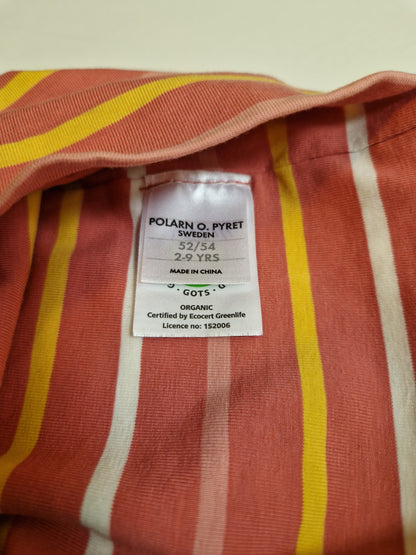 POLARN O. PYRET
SWEDEN
52/54
2-9 YRS
MADE IN CHINA
· GOTS ·
ORGANIC
Certified by Ecocert Greenlife
Licence no: 152006